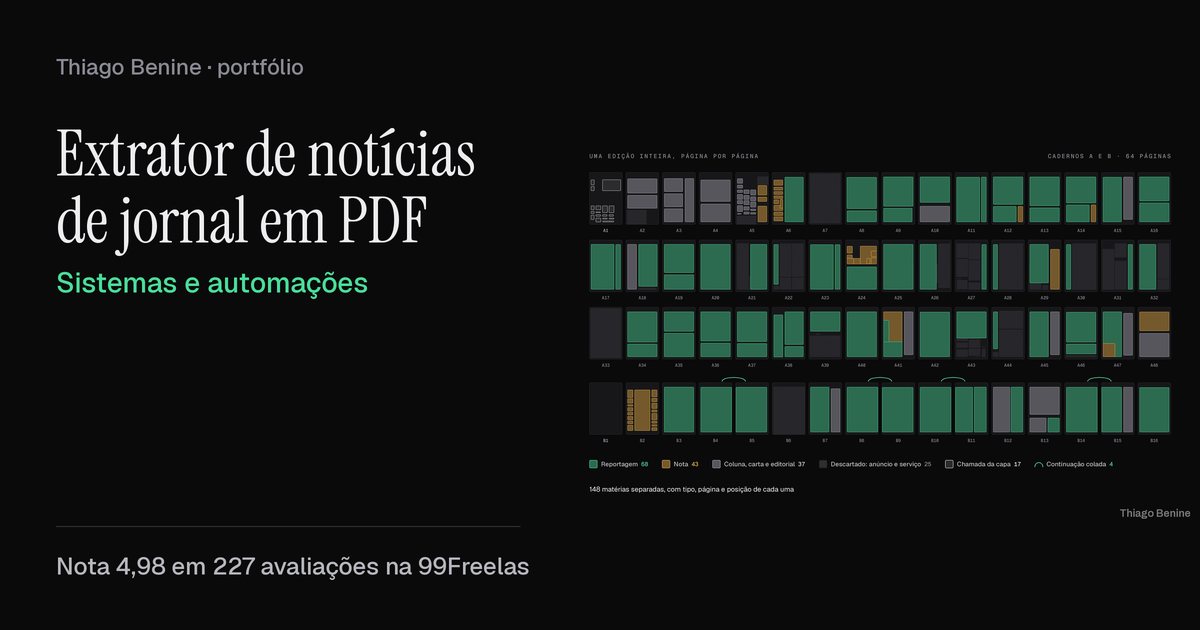 Thiago Benine · portfólio
Extrator de notícias
de jornal em PDF
Sistemas e automações
UMA EDIÇÃO INTEIRA, PÁGINA POR PÁGINA
CADERNOS A E B · 64 PÁGINAS
A1 A2 A3 A4 A5 A6 A7 A8 A9 A10 A11 A12 A13 A14 A15 A16
A17 A18 A19 A20 A21 A22 A23 A24 A25 A26 A27 A28 A29 A30 A31 A32
A33 A34 A35 A36 A37 A38 A39 A40 A41 A42 A43 A44 A45 A46 A47 A48
B1 B2 B3 B4 B5 B6 B7 B8 B9 B10 B11 B12 B13 B14 B15 B16
Reportagem 68 Nota 43 Coluna, carta e editorial 37 Descartado: anúncio e serviço 25 Chamada da capa 17 Continuação colada 4
148 matérias separadas, com tipo, página e posição de cada uma
Thiago Benine
Nota 4,98 em 227 avaliações na 99Freelas